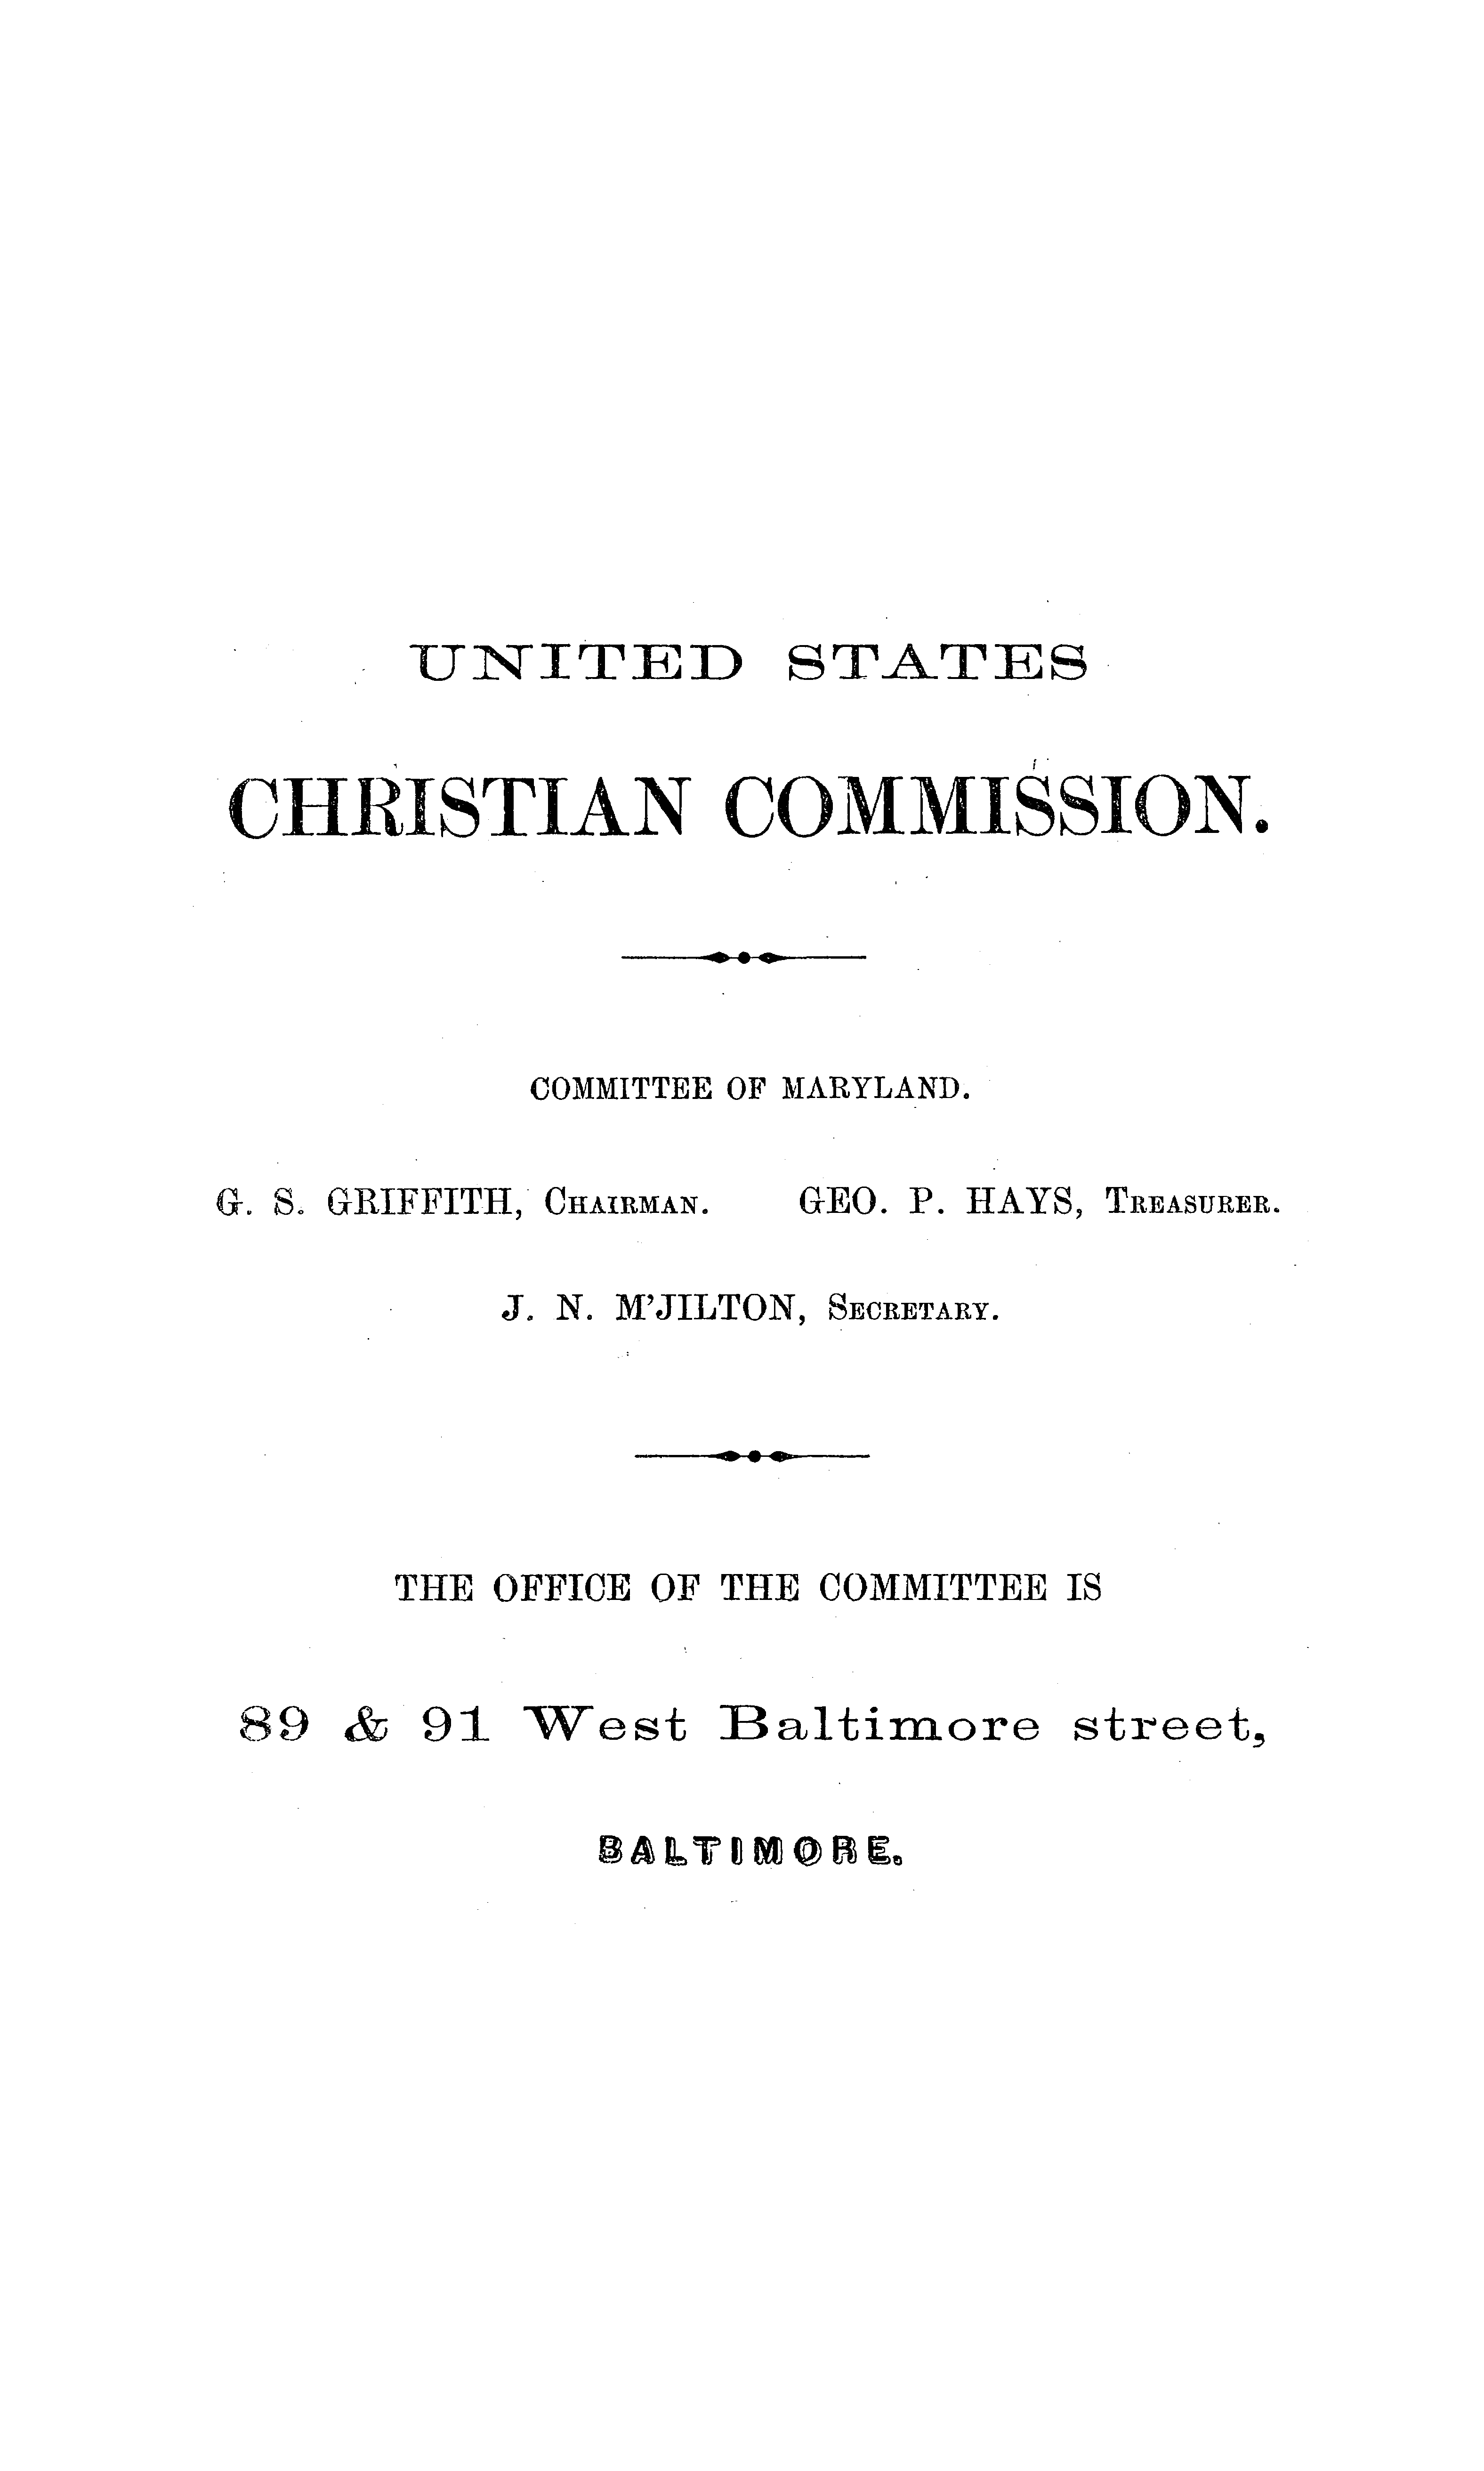 UNITED STATES
CHRISTIAN COMMISSION.
COMMITTEE OF MARYLAND.
G. S. GRIFFITH, CHAIRMAN. GEO. P. HAYS, TREASURER.
J. N. M'JILTON, SECRETARY.
THE OFFICE OF THE COMMITTEE IS
89 & 91 West Baltimore street,
BALTIMORE.